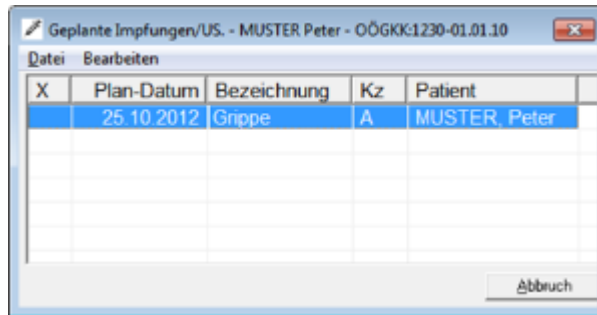 Geplante Impfungen/US. - MUSTER Peter - OÖGKK:1230-01.01.10
Datei Bearbeiten
X Plan-Datum Bezeichnung Kz Patient
25.10.2012 Grippe A MUSTER, Peter
Abbruch